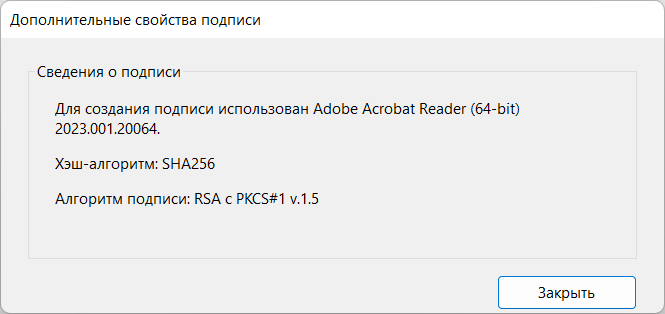 Дополнительные свойства подписи
Сведения о подписи
Для создания подписи использован Adobe Acrobat Reader (64-bit)
2023.001.20064.
Хэш-алгоритм: SHA256
Алгоритм подписи: RSA с PKCS#1 v.1.5
Закрыть